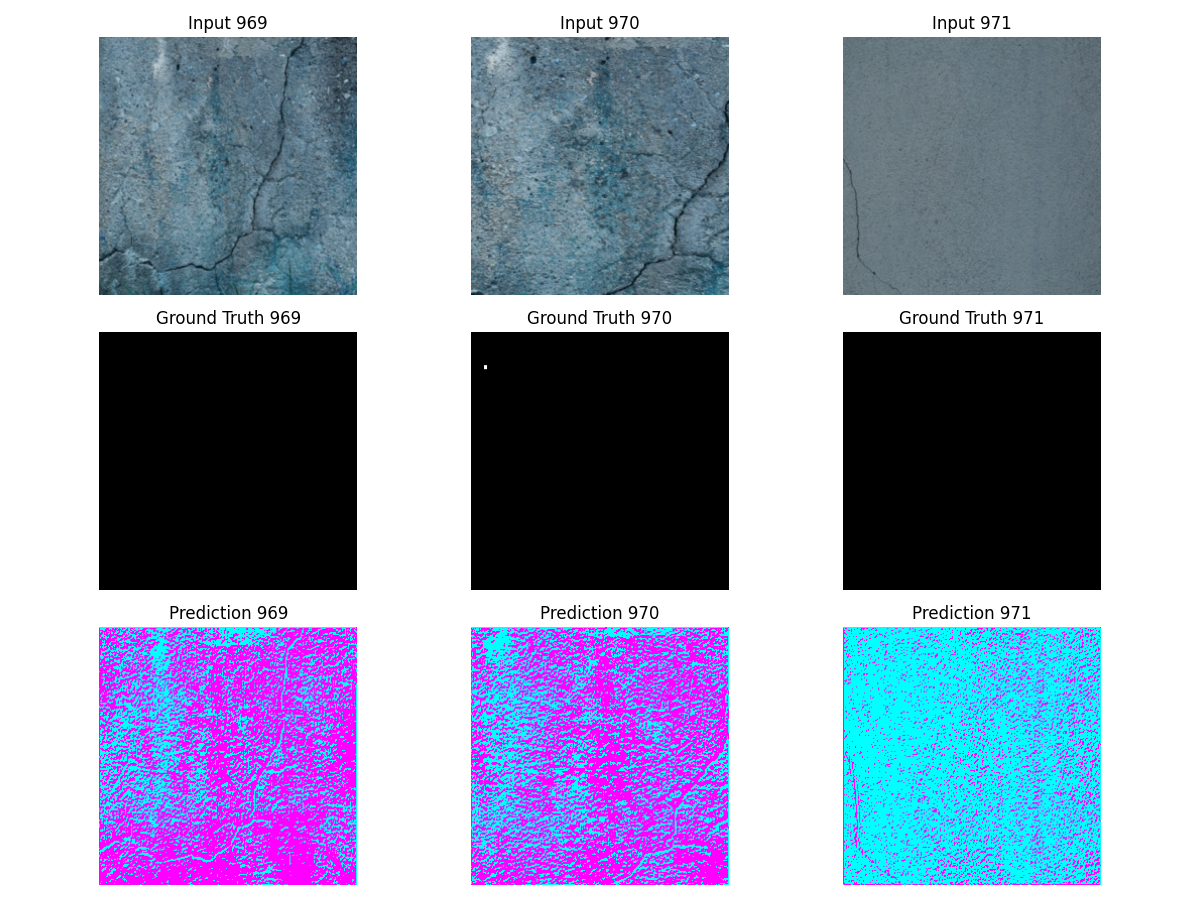 Input 969
Input 970
Input 971
Ground Truth 969
Ground Truth 970
Ground Truth 971
Prediction 969
Prediction 970
Prediction 971